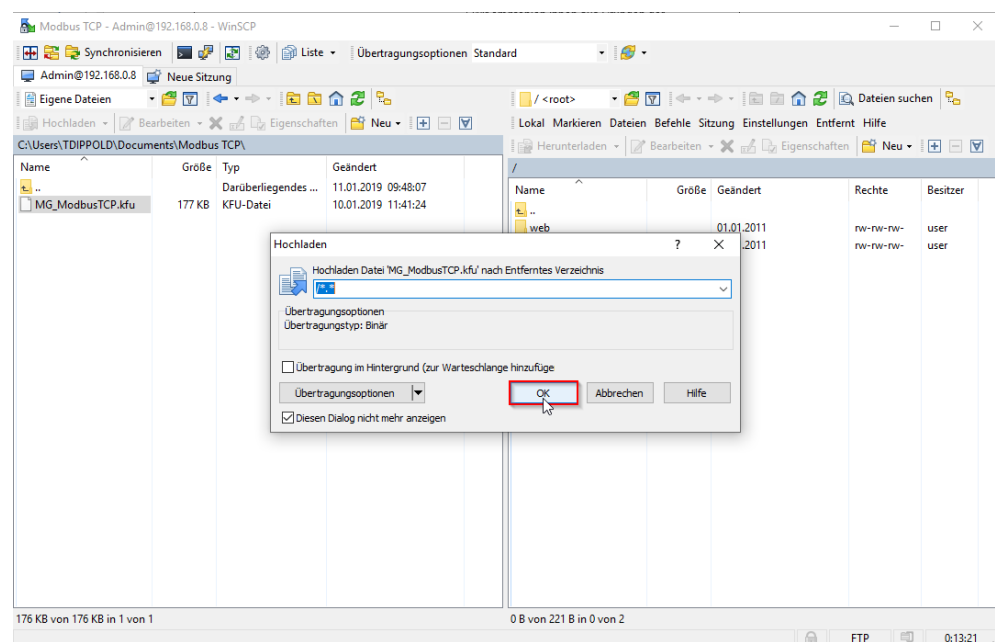 Modbus TCP - Admin@192.168.0.8 - WinSCP
Synchronisieren Liste Übertragungsoptionen Standard
Admin@192.168.0.8 Neue Sitzung
Eigene Dateien
/ <root> Dateien suchen
Hochladen Bearbeiten Eigenschaften Neu
Lokal Markieren Dateien Befehle Sitzung Einstellungen Entfernt Hilfe
C:\Users\TDIPPOLD\Documents\Modbus TCP\
Herunterladen Bearbeiten Eigenschaften Neu
Name Größe Typ Geändert
.. Darüberliegendes ... 11.01.2019 09:48:07
MG_ModbusTCP.kfu 177 KB KFU-Datei 10.01.2019 11:41:24
/
Name Größe Geändert Rechte Besitzer
..
web 01.01.2011 rw-rw-rw- user
.2011 rw-rw-rw- user
Hochladen ?
Hochladen Datei 'MG_ModbusTCP.kfu' nach Entferntes Verzeichnis
/*.*
Übertragungsoptionen
Übertragungstyp: Binär
Übertragung im Hintergrund (zur Warteschlange hinzufüge
Übertragungsoptionen OK Abbrechen Hilfe
Diesen Dialog nicht mehr anzeigen
176 KB von 176 KB in 1 von 1
0 B von 221 B in 0 von 2
FTP 0:13:21